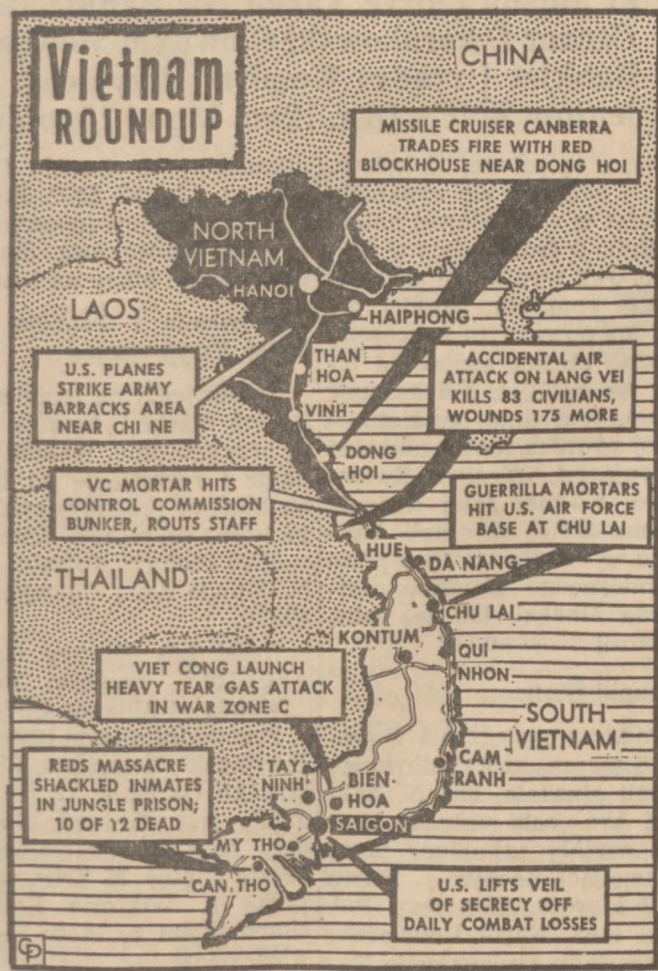 Vietnam
ROUNDUP
CHINA
MISSILE CRUISER CANBERRA
TRADES FIRE WITH RED
BLOCKHOUSE NEAR DONG HOI
NORTH
VIETNAM
HANOI
LAOS
HAIPHONG
U.S. PLANES
STRIKE ARMY
BARRACKS AREA
NEAR CHI NE
THAN
HOA
ACCIDENTAL AIR
ATTACK ON LANG VEI
KILLS 83 CIVILIANS,
WOUNDS 175 MORE
VINH
DONG
HOI
VC MORTAR HITS
CONTROL COMMISSION
BUNKER, ROUTS STAFF
GUERRILLA MORTARS
HIT U.S. AIR FORCE
BASE AT CHU LAI
HUE
DA NANG
THAILAND
CHU LAI
KONTUM
QUI
NHON
VIET CONG LAUNCH
HEAVY TEAR GAS ATTACK
IN WAR ZONE C
SOUTH
VIETNAM
REDS MASSACRE
SHACKLED INMATES
IN JUNGLE PRISON;
10 OF 12 DEAD
TAY
NINH
BIEN
HOA
CAM
RANH
SAIGON
MY THO
CAN THO
U.S. LIFTS VEIL
OF SECRECY OFF
DAILY COMBAT LOSSES
CP